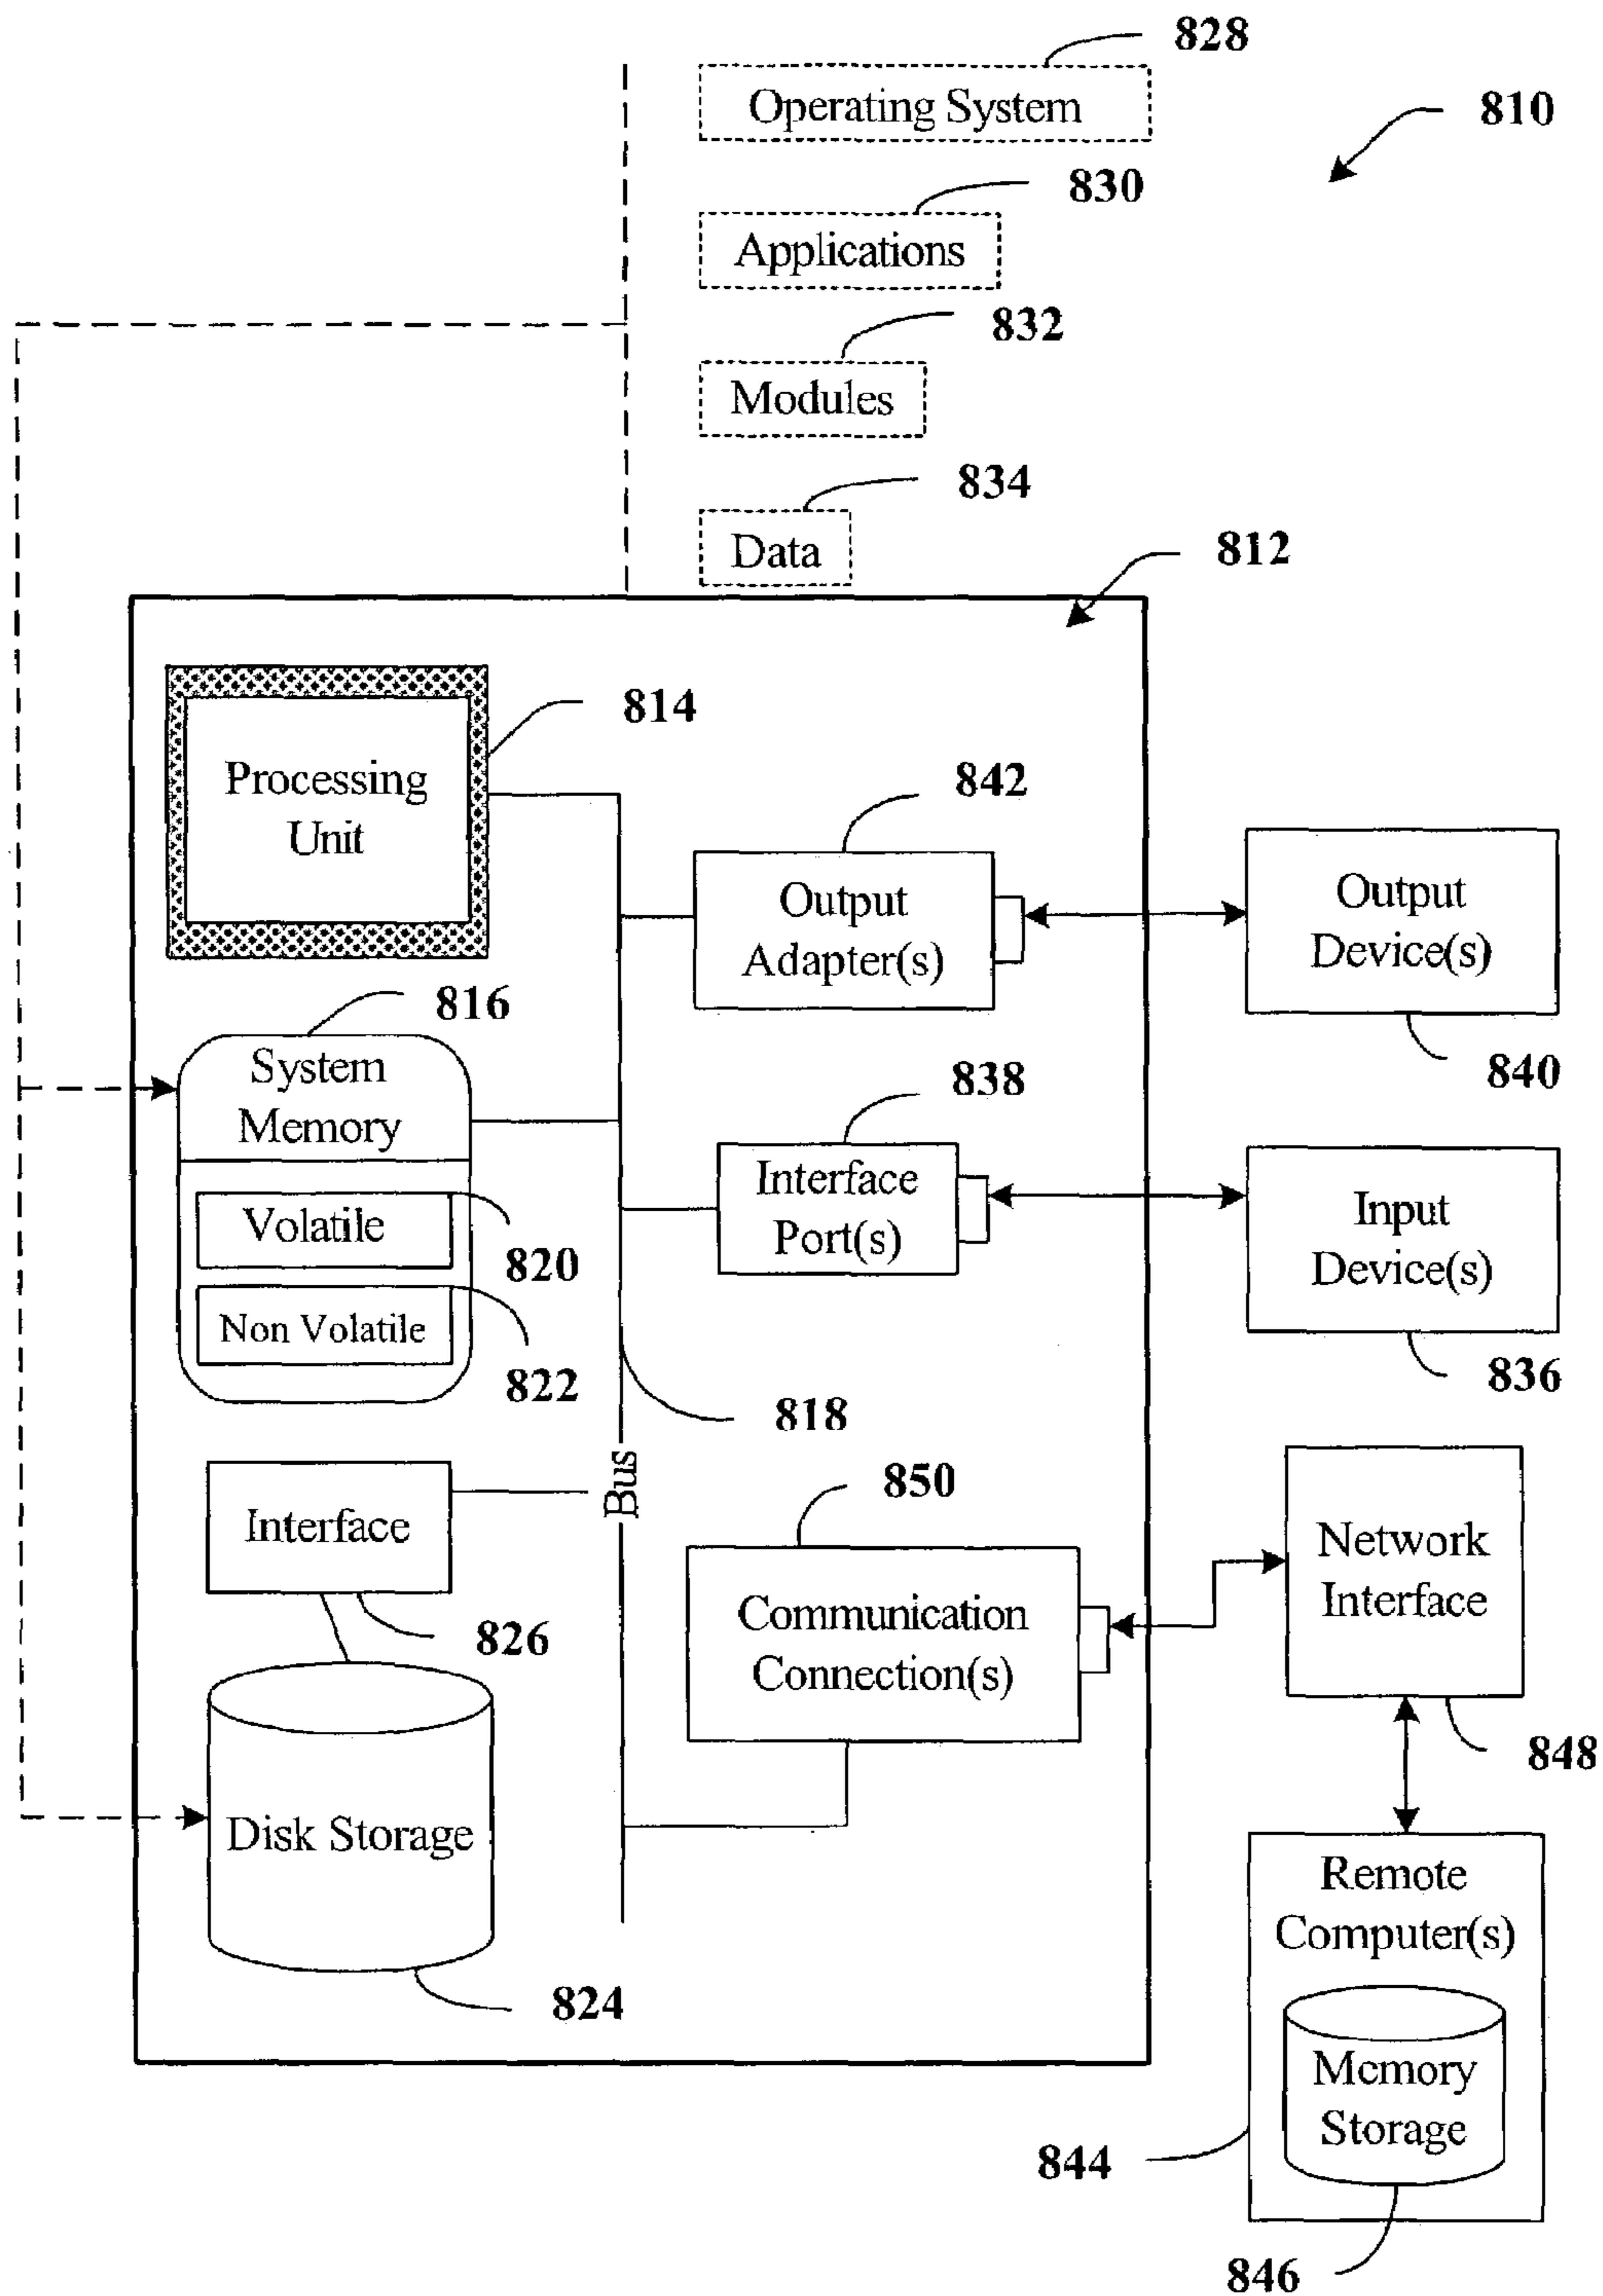 828
Operating System
810
830
Applications
832
Modules
834
Data
812
814
Processing
Unit
842
Output
Adapter(s)
Output
Device(s)
840
816
System
Memory
838
Interface
Port(s)
Input
Device(s)
836
Volatile
820
Non Volatile
822
818
Bus
Interface
826
850
Communication
Connection(s)
Network
Interface
848
Disk Storage
824
Remote
Computer(s)
Memory
Storage
844
846